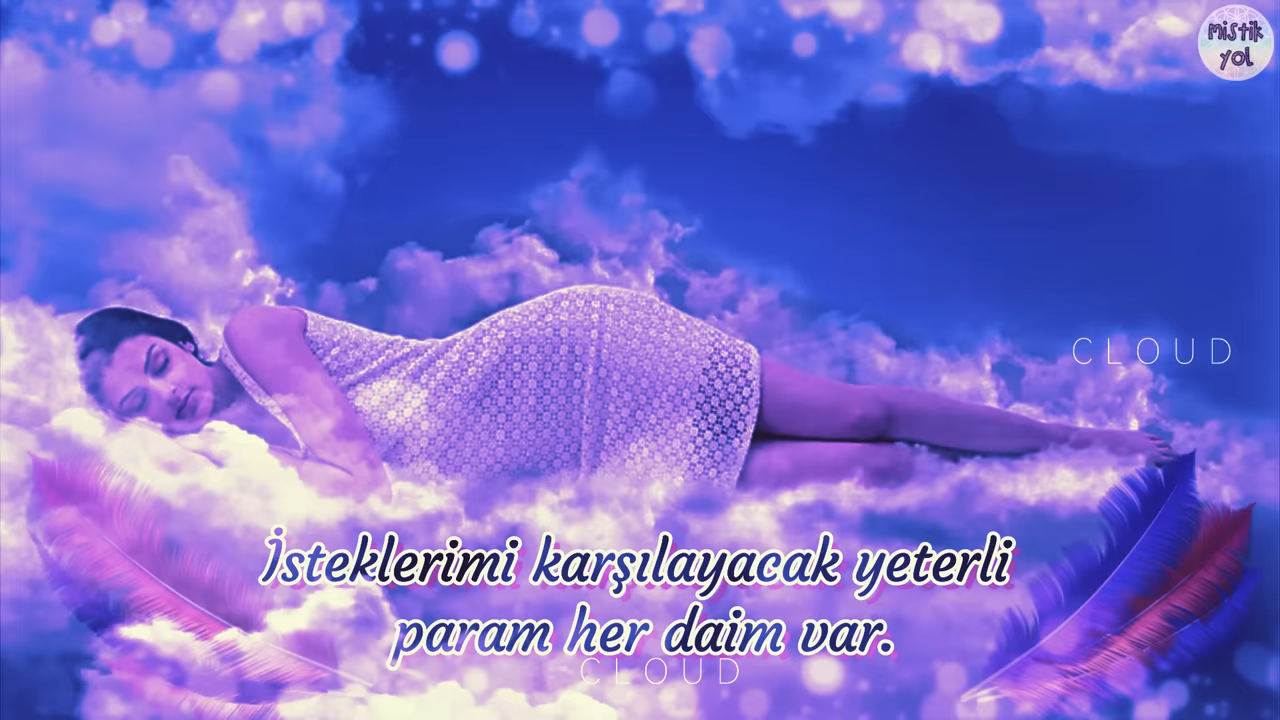 mistik
yol
CLOUD
İsteklerimi karşılayacak yeterli
param her daim var.
CLOUD